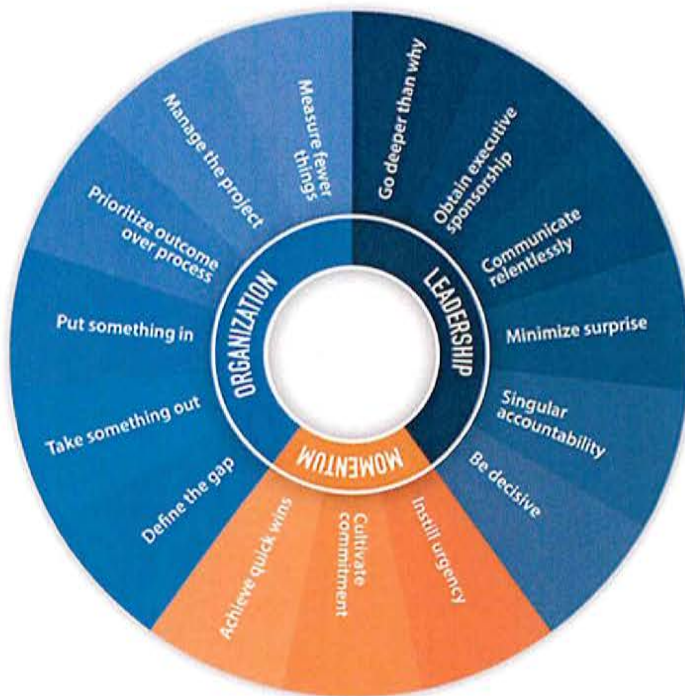 LEADERSHIP
Go deeper than why
Obtain executive
sponsorship
Communicate
relentlessly
Minimize surprise
Singular
accountability
Be decisive
MOMENTUM
Instill urgency
Cultivate
commitment
Achieve quick wins
ORGANIZATION
Define the gap
Take something out
Put something in
Prioritize outcome
over process
Manage the project
Measure fewer
things